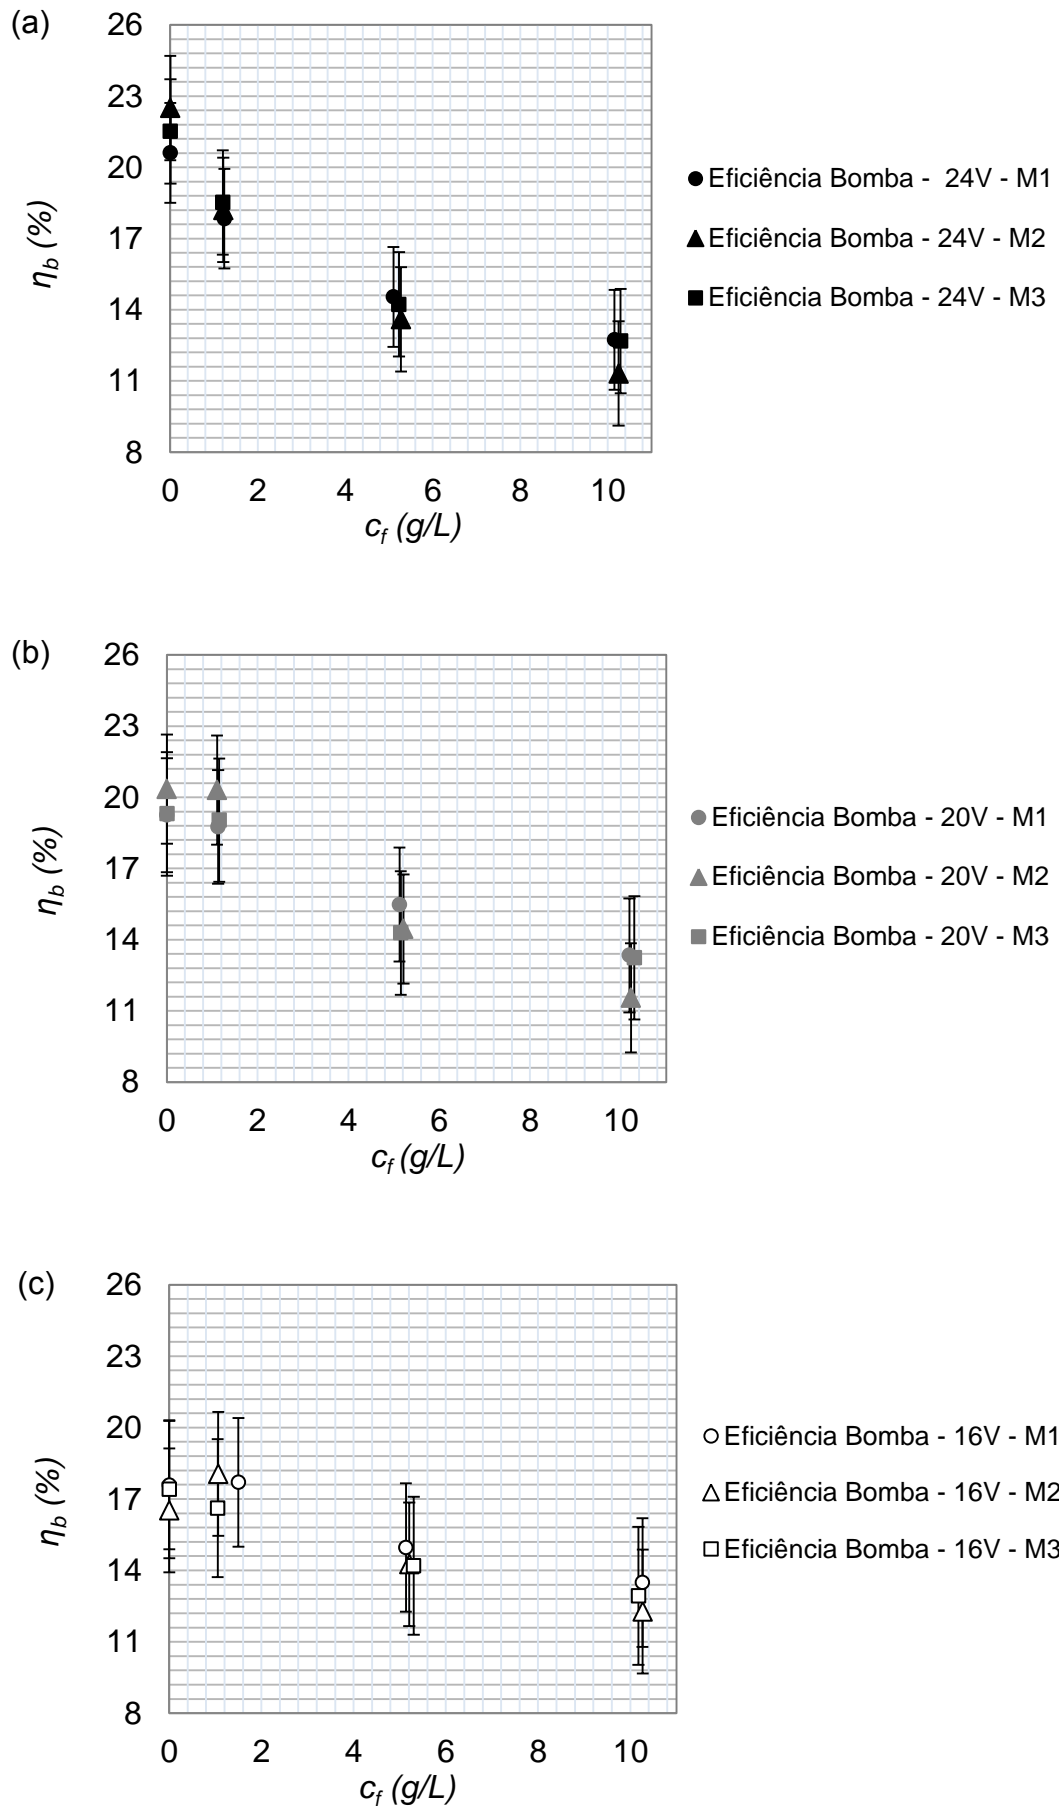 (a)
26
23
20
17
14
11
8
η_b (%)
0 2 4 6 8 10
c_f (g/L)
Eficiência Bomba -  24V - M1
Eficiência Bomba - 24V - M2
Eficiência Bomba - 24V - M3
(b)
26
23
20
17
14
11
8
η_b (%)
0 2 4 6 8 10
c_f (g/L)
Eficiência Bomba - 20V - M1
Eficiência Bomba - 20V - M2
Eficiência Bomba - 20V - M3
(c)
26
23
20
17
14
11
8
η_b (%)
0 2 4 6 8 10
c_f (g/L)
Eficiência Bomba - 16V - M1
Eficiência Bomba - 16V - M2
Eficiência Bomba - 16V - M3